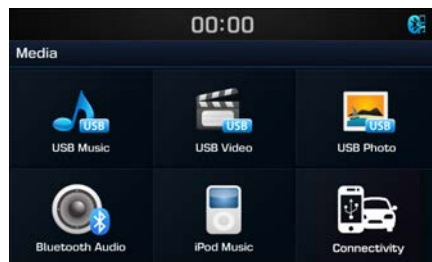 00:00
Media
USB
USB
USB
USB Music
USB Video
USB Photo
Bluetooth Audio
iPod Music
Connectivity